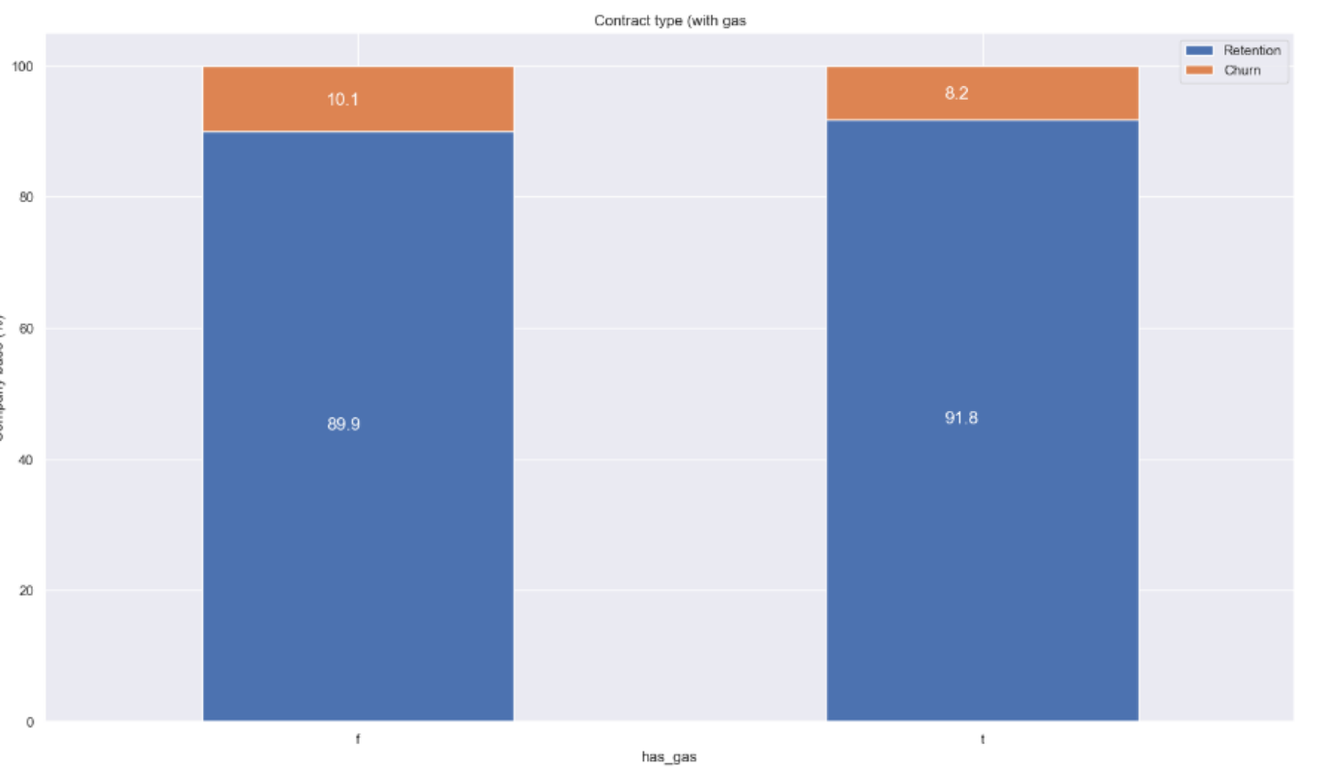 Contract type (with gas
Retention
Churn
100
80
60
40
20
0
10.1
8.2
89.9
91.8
f
t
has_gas